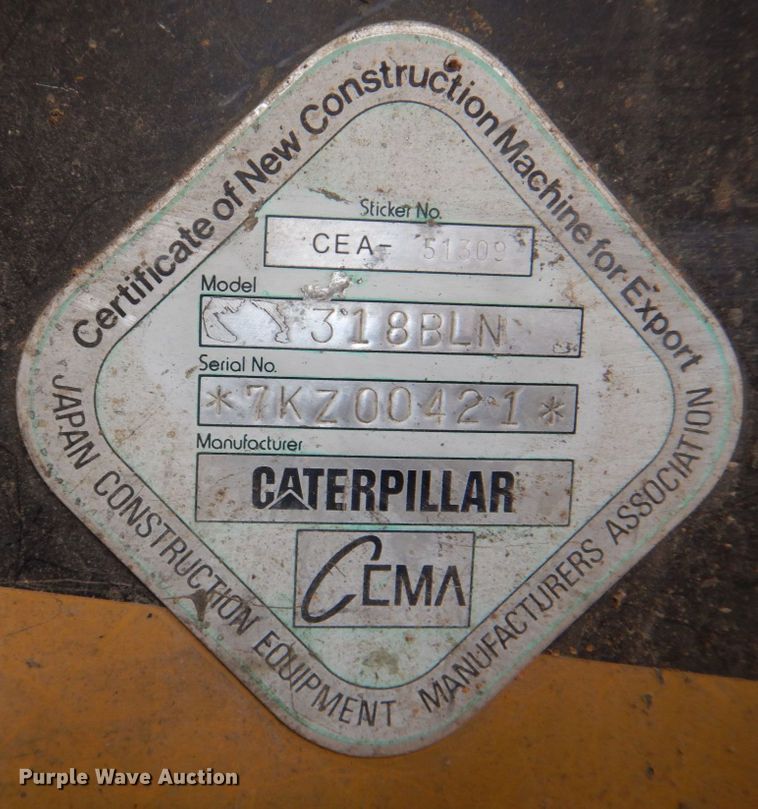 Certificate of New Construction Machine for Export
Sticker No.
CEA- 51309
Model
318BLN
Serial No.
*7KZ00421*
Manufacturer
CATERPILLAR
CEMA
JAPAN CONSTRUCTION EQUIPMENT MANUFACTURERS ASSOCIATION
Purple Wave Auction